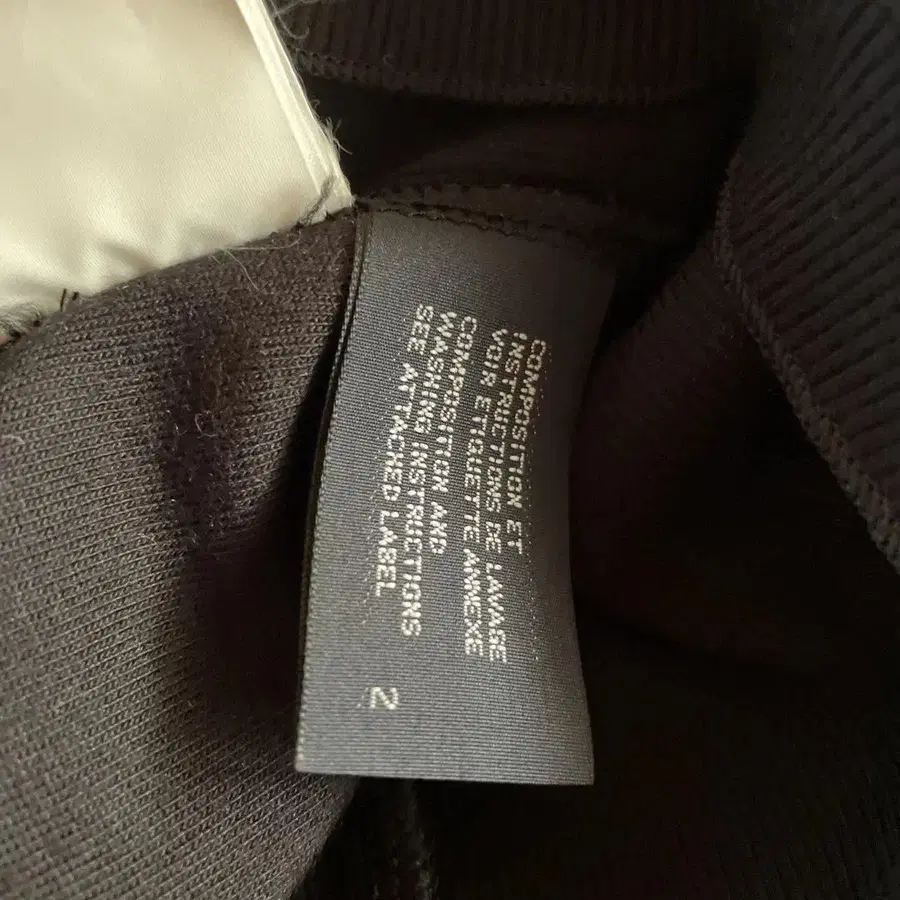 COMPOSITION ET
INSTRUCTIONS DE LAVAGE
VOIR ETIQUETTE ANNEXE
COMPOSITION AND
WASHING INSTRUCTIONS
SEE ATTACHED LABEL
2